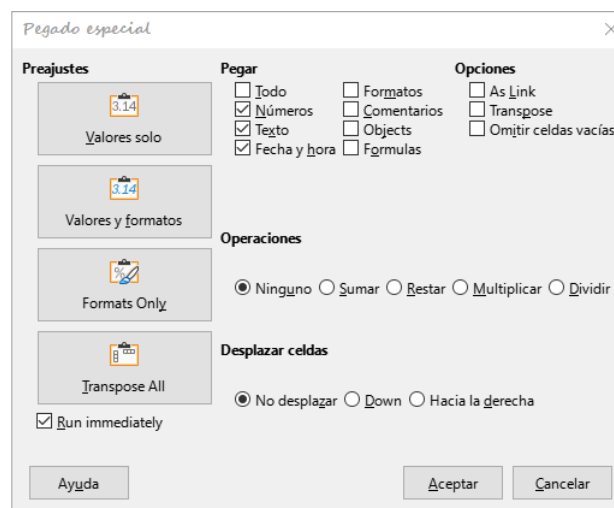 Pegado especial
Preajustes
3.14
Valores solo
3.14
Valores y formatos
%
Formats Only
Transpose All
Run immediately
Pegar
Todo
Números
Texto
Fecha y hora
Formatos
Comentarios
Objects
Formulas
Opciones
As Link
Transpose
Omitir celdas vacías
Operaciones
Ninguno Sumar Restar Multiplicar Dividir
Desplazar celdas
No desplazar Down Hacia la derecha
Ayuda Aceptar Cancelar